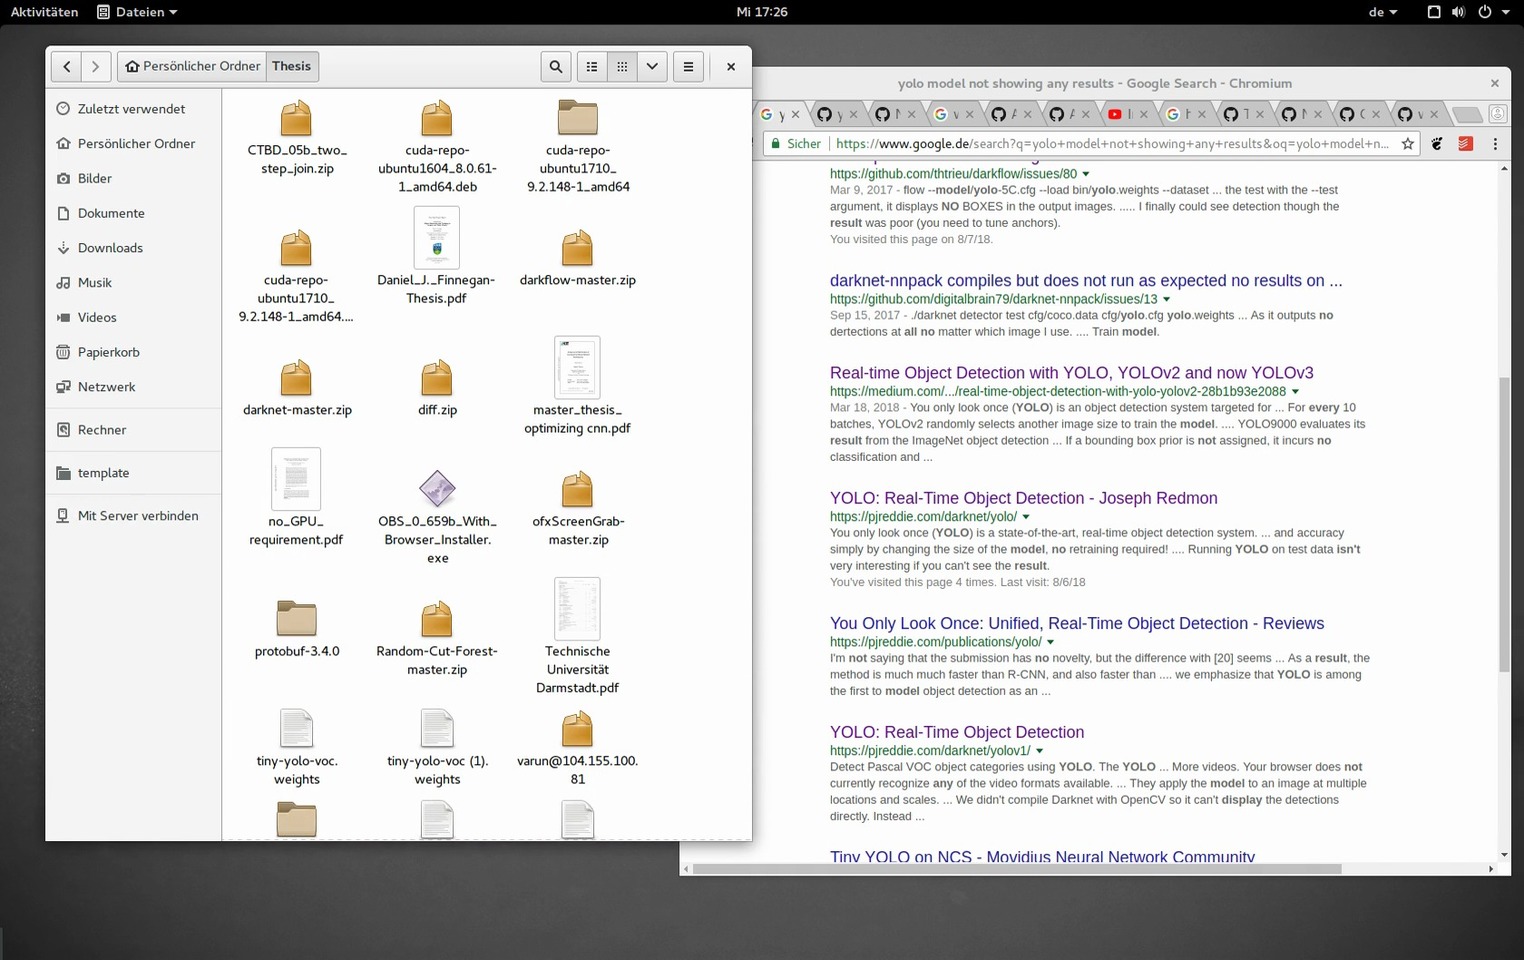 Aktivitäten
Dateien
Mi 17:26
de
Persönlicher Ordner
Thesis
Zuletzt verwendet
Persönlicher Ordner
Bilder
Dokumente
Downloads
Musik
Videos
Papierkorb
Netzwerk
Rechner
template
Mit Server verbinden
CTBD_05b_two_
step_join.zip
cuda-repo-
ubuntu1604_8.0.61-
1_amd64.deb
cuda-repo-
ubuntu1710_
9.2.148-1_amd64
cuda-repo-
ubuntu1710_
9.2.148-1_amd64....
Daniel_J._Finnegan-
Thesis.pdf
darkflow-master.zip
darknet-master.zip
diff.zip
master_thesis_
optimizing cnn.pdf
no_GPU_
requirement.pdf
OBS_0_659b_With_
Browser_Installer.
exe
ofxScreenGrab-
master.zip
protobuf-3.4.0
Random-Cut-Forest-
master.zip
Technische
Universität
Darmstadt.pdf
tiny-yolo-voc.
weights
tiny-yolo-voc (1).
weights
varun@104.155.100.
81
yolo model not showing any results - Google Search - Chromium
Sicher
https://www.google.de/search?q=yolo+model+not+showing+any+results&oq=yolo+model+n...
https://github.com/thtrieu/darkflow/issues/80
Mar 9, 2017 - flow --model/yolo-5C.cfg --load bin/yolo.weights --dataset ... the test with the --test
argument, it displays NO BOXES in the output images. ..... I finally could see detection though the
result was poor (you need to tune anchors).
You visited this page on 8/7/18.
darknet-nnpack compiles but does not run as expected no results on ...
https://github.com/digitalbrain79/darknet-nnpack/issues/13
Sep 15, 2017 - ./darknet detector test cfg/coco.data cfg/yolo.cfg yolo.weights ... As it outputs no
dertections at all no matter which image I use. .... Train model.
Real-time Object Detection with YOLO, YOLOv2 and now YOLOv3
https://medium.com/.../real-time-object-detection-with-yolo-yolov2-28b1b93e2088
Mar 18, 2018 - You only look once (YOLO) is an object detection system targeted for ... For every 10
batches, YOLOv2 randomly selects another image size to train the model. .... YOLO9000 evaluates its
result from the ImageNet object detection ... If a bounding box prior is not assigned, it incurs no
classification and ...
YOLO: Real-Time Object Detection - Joseph Redmon
https://pjreddie.com/darknet/yolo/
You only look once (YOLO) is a state-of-the-art, real-time object detection system. ... and accuracy
simply by changing the size of the model, no retraining required! .... Running YOLO on test data isn't
very interesting if you can't see the result.
You've visited this page 4 times. Last visit: 8/6/18
You Only Look Once: Unified, Real-Time Object Detection - Reviews
https://pjreddie.com/publications/yolo/
I'm not saying that the submission has no novelty, but the difference with [20] seems ... As a result, the
method is much much faster than R-CNN, and also faster than .... we emphasize that YOLO is among
the first to model object detection as an ...
YOLO: Real-Time Object Detection
https://pjreddie.com/darknet/yolov1/
Detect Pascal VOC object categories using YOLO. The YOLO ... More videos. Your browser does not
currently recognize any of the video formats available. ... They apply the model to an image at multiple
locations and scales. ... We didn't compile Darknet with OpenCV so it can't display the detections
directly. Instead ...
Tiny YOLO on NCS - Movidius Neural Network Community